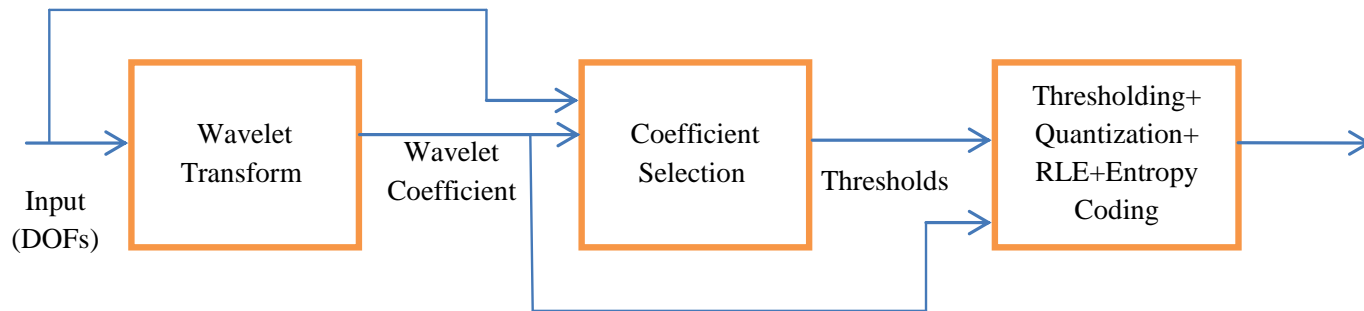 Input
(DOFs)
Wavelet
Transform
Wavelet
Coefficient
Coefficient
Selection
Thresholds
Thresholding+
Quantization+
RLE+Entropy
Coding